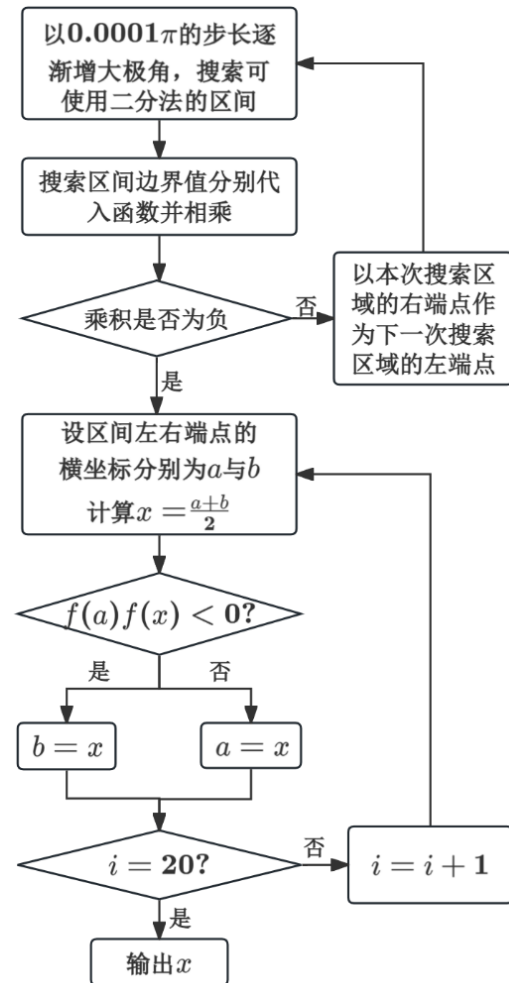 以0.0001π的步长逐
渐增大极角，搜索可
使用二分法的区间
搜索区间边界值分别代
入函数并相乘
乘积是否为负
否
以本次搜索区
域的右端点作
为下一次搜索
区域的左端点
是
设区间左右端点的
横坐标分别为a与b
计算x = (a+b)/2
f(a)f(x) < 0?
是
否
b = x
a = x
i = 20?
否
i = i + 1
是
输出x